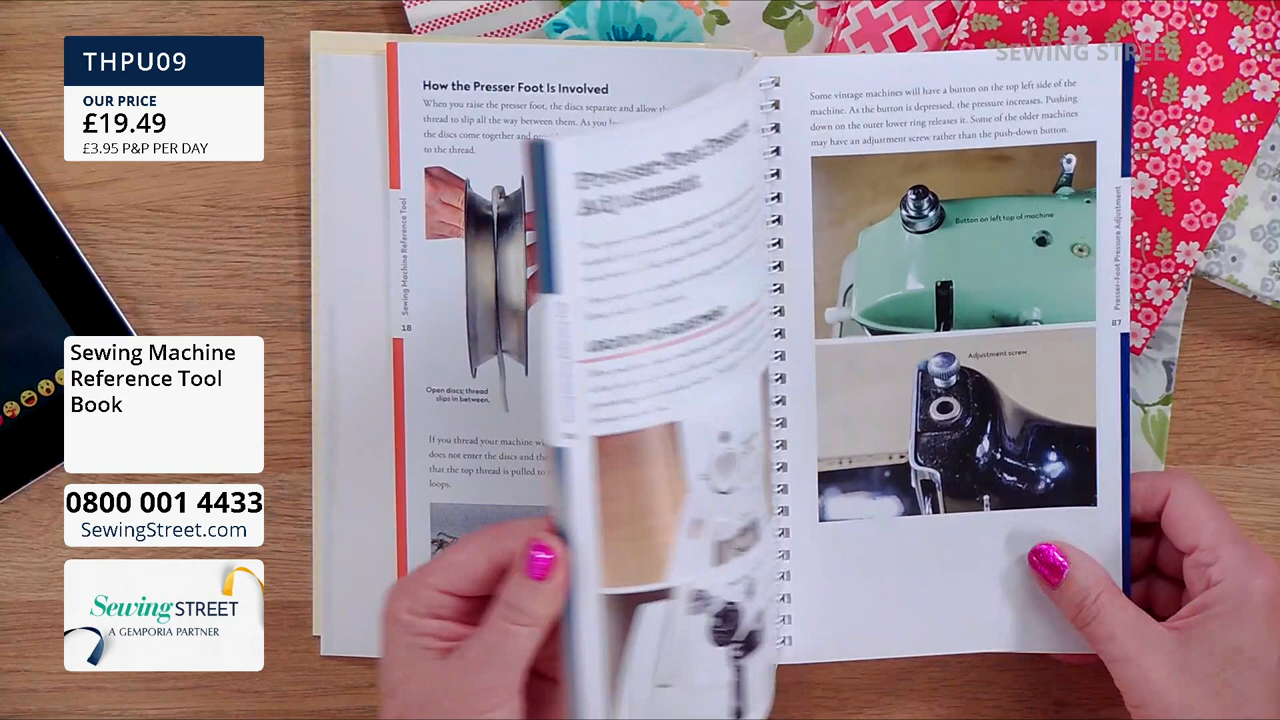 THPU09
OUR PRICE
£19.49
£3.95 P&P PER DAY
Sewing Machine
Reference Tool
Book
0800 001 4433
SewingStreet.com
Sewing STREET
A GEMPORIA PARTNER
SEWING STREET
How the Presser Foot Is Involved
When you raise the presser foot, the discs separate and allow
thread to slip all the way between them. As you
the discs come together and
to the thread.
Sewing Machine Reference Tool
18
Open discs; thread
slips in between.
If you thread your machine
does not enter the discs and
that the top thread is pulled to
loops.
Some vintage machines will have a button on the top left side of the
machine. As the button is depressed, the pressure increases. Pushing
down on the outer lower ring releases it. Some of the older machines
may have an adjustment screw rather than the push-down button.
Button on left top of machine
Adjustment screw
Presser-Foot Pressure Adjustment
87